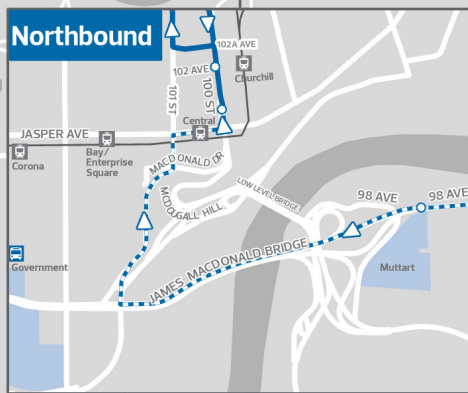 Northbound
102A AVE
102 AVE
Churchill
101 ST
100 ST
Central
JASPER AVE
Bay/
Enterprise
Square
Corona
MACDONALD DR
MCDOUGALL HILL
LOW LEVEL BRIDGE
98 AVE
98 AVE
Government
JAMES MACDONALD BRIDGE
Muttart